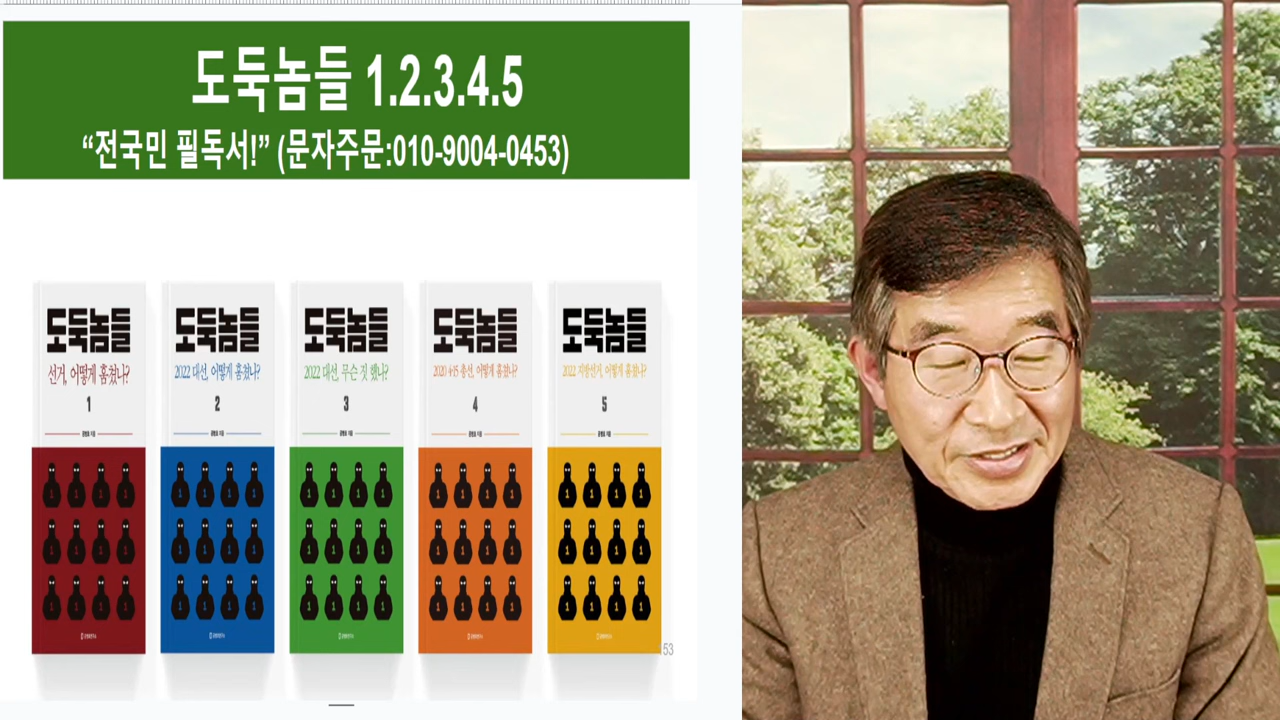 도둑놈들 1.2.3.4.5
“전국민 필독서!” (문자주문:010-9004-0453)
도둑놈들
선거, 어떻게 훔쳤나?
1
도둑놈들
2022 대선, 어떻게 훔쳤나?
2
도둑놈들
2022 대선, 무슨 짓 했나?
3
도둑놈들
2020 4·15 총선, 어떻게 훔쳤나?
4
도둑놈들
2022 지방선거, 어떻게 훔쳤나?
5
53